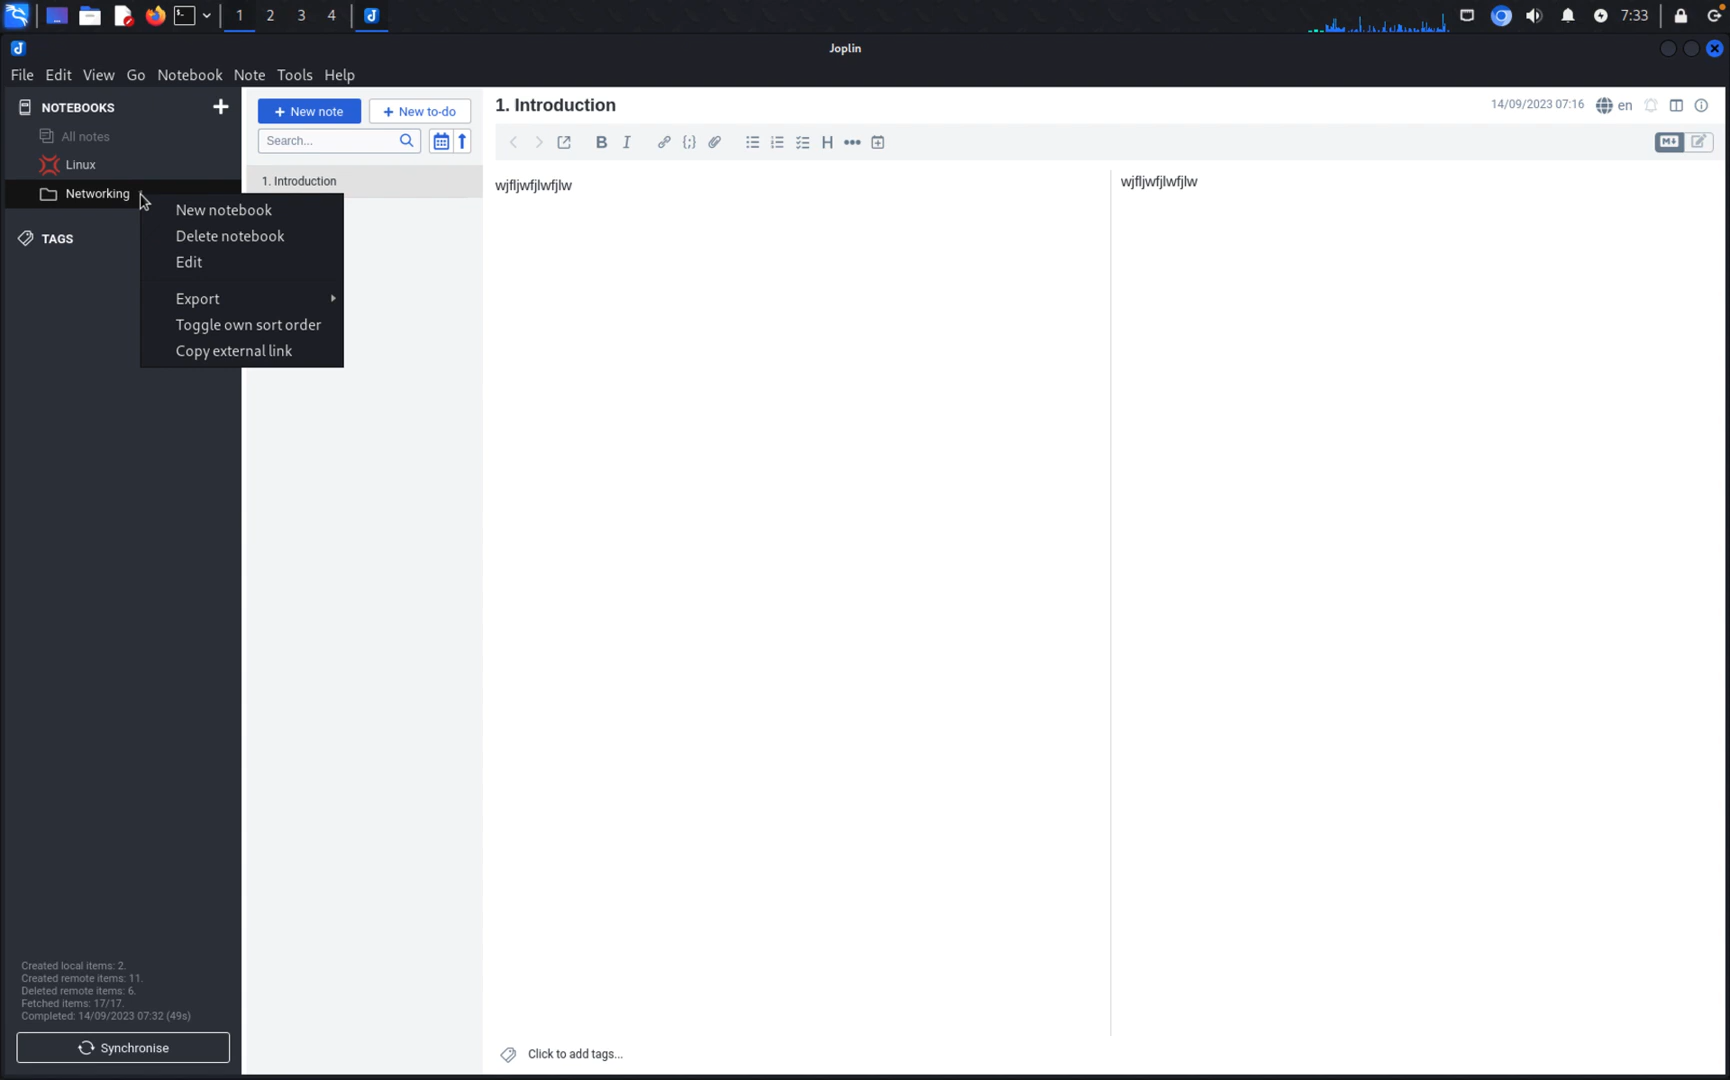 1 2 3 4 7:33
Joplin
File Edit View Go Notebook Note Tools Help
NOTEBOOKS
All notes
Linux
Networking
TAGS
New notebook
Delete notebook
Edit
Export
Toggle own sort order
Copy external link
+ New note + New to-do
Search...
1. Introduction
1. Introduction
14/09/2023 07:16 en
B I H
M
wjfljwfjlwfjlw
wjfljwfjlwfjlw
Created local items: 2.
Created remote items: 11.
Deleted remote items: 6.
Fetched items: 17/17.
Completed: 14/09/2023 07:32 (49s)
Synchronise
Click to add tags...